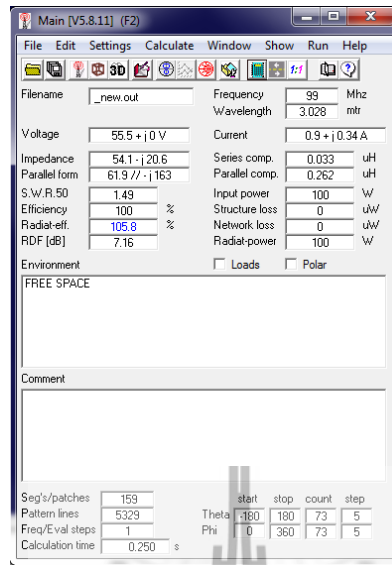 Main [V5.8.11] (F2)
File Edit Settings Calculate Window Show Run Help
3D 1:1 ?
Filename _new.out Frequency 99 Mhz
Wavelength 3.028 mtr
Voltage 55.5 + j 0 V Current 0.9 + j 0.34 A
Impedance 54.1 - j 20.6 Series comp. 0.033 uH
Parallel form 61.9 // - j 163 Parallel comp. 0.262 uH
S.W.R.50 1.49 Input power 100 W
Efficiency 100 % Structure loss 0 uW
Radiat-eff. 105.8 % Network loss 0 uW
RDF [dB] 7.16 Radiat-power 100 W
Environment Loads Polar
FREE SPACE
Comment
Seg's/patches 159 start stop count step
Pattern lines 5329 Theta -180 180 73 5
Freq/Eval steps 1 Phi 0 360 73 5
Calculation time 0.250 s